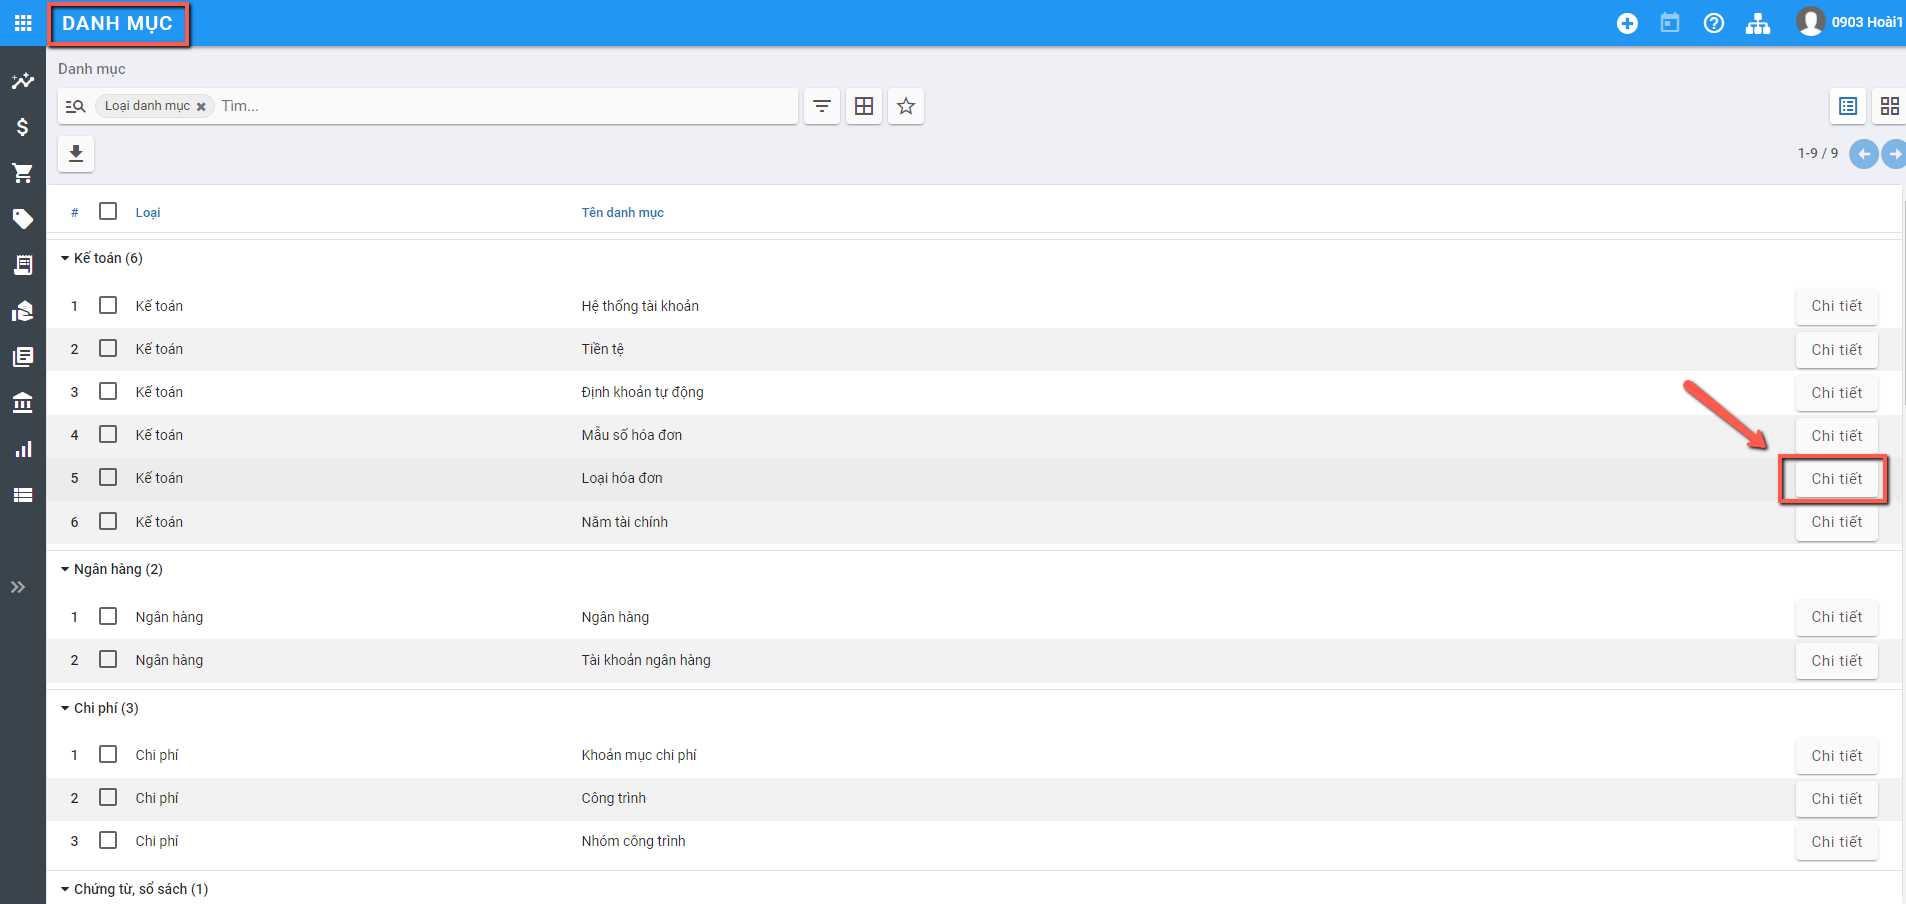 DANH MỤC
0903 Hoài1
Danh mục
Loại danh mục × Tìm...
1-9 / 9
# Loại Tên danh mục
Kế toán (6)
1 Kế toán Hệ thống tài khoản Chi tiết
2 Kế toán Tiền tệ Chi tiết
3 Kế toán Định khoản tự động Chi tiết
4 Kế toán Mẫu số hóa đơn Chi tiết
5 Kế toán Loại hóa đơn Chi tiết
6 Kế toán Năm tài chính Chi tiết
Ngân hàng (2)
1 Ngân hàng Ngân hàng Chi tiết
2 Ngân hàng Tài khoản ngân hàng Chi tiết
Chi phí (3)
1 Chi phí Khoản mục chi phí Chi tiết
2 Chi phí Công trình Chi tiết
3 Chi phí Nhóm công trình Chi tiết
Chứng từ, sổ sách (1)